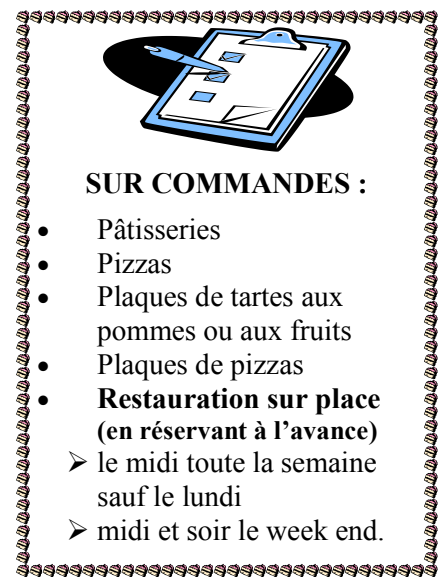 SUR COMMANDES :
• Pâtisseries
• Pizzas
• Plaques de tartes aux
pommes ou aux fruits
• Plaques de pizzas
• Restauration sur place
(en réservant à l’avance)
➢ le midi toute la semaine
sauf le lundi
➢ midi et soir le week end.